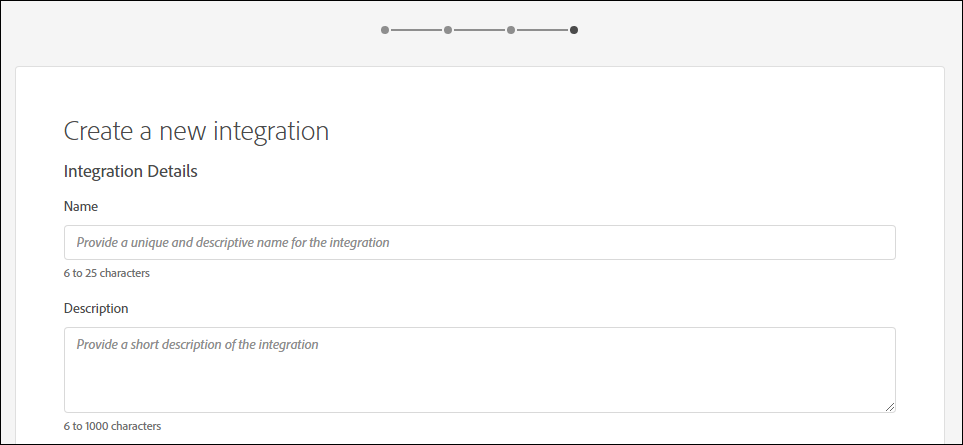 Create a new integration
Integration Details
Name
Provide a unique and descriptive name for the integration
6 to 25 characters
Description
Provide a short description of the integration
6 to 1000 characters